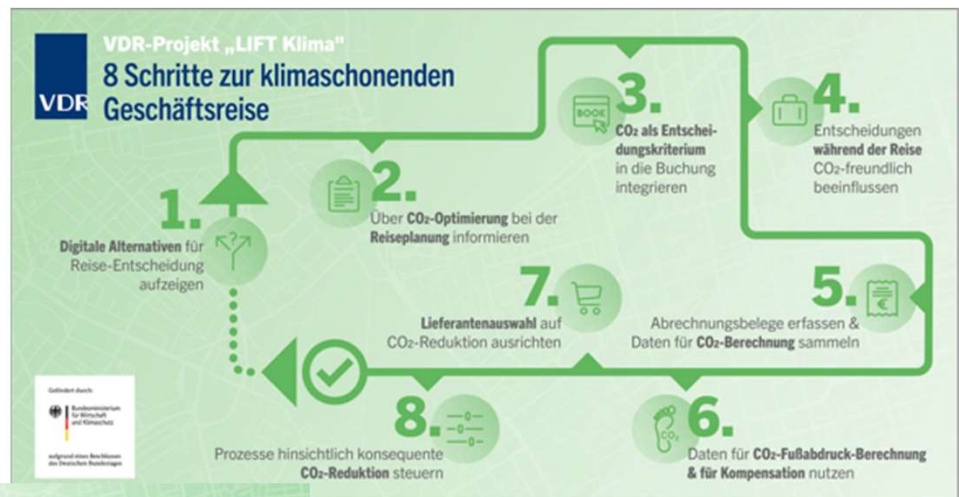 VDR
VDR-Projekt „LIFT Klima"
8 Schritte zur klimaschonenden
Geschäftsreise
1.
Digitale Alternativen für
Reise-Entscheidung
aufzeigen
2.
Über CO₂-Optimierung bei der
Reiseplanung informieren
BOOK
3.
CO₂ als Entschei-
dungskriterium
in die Buchung
integrieren
4.
Entscheidungen
während der Reise
CO₂-freundlich
beeinflussen
5.
Abrechnungsbelege erfassen &
Daten für CO₂-Berechnung sammeln
€
CO₂
6.
Daten für CO₂-Fußabdruck-Berechnung
& für Kompensation nutzen
7.
Lieferantenauswahl auf
CO₂-Reduktion ausrichten
8.
Prozesse hinsichtlich konsequente
CO₂-Reduktion steuern
Gefördert durch:
Bundesministerium
für Wirtschaft
und Klimaschutz
aufgrund eines Beschlusses
des Deutschen Bundestages